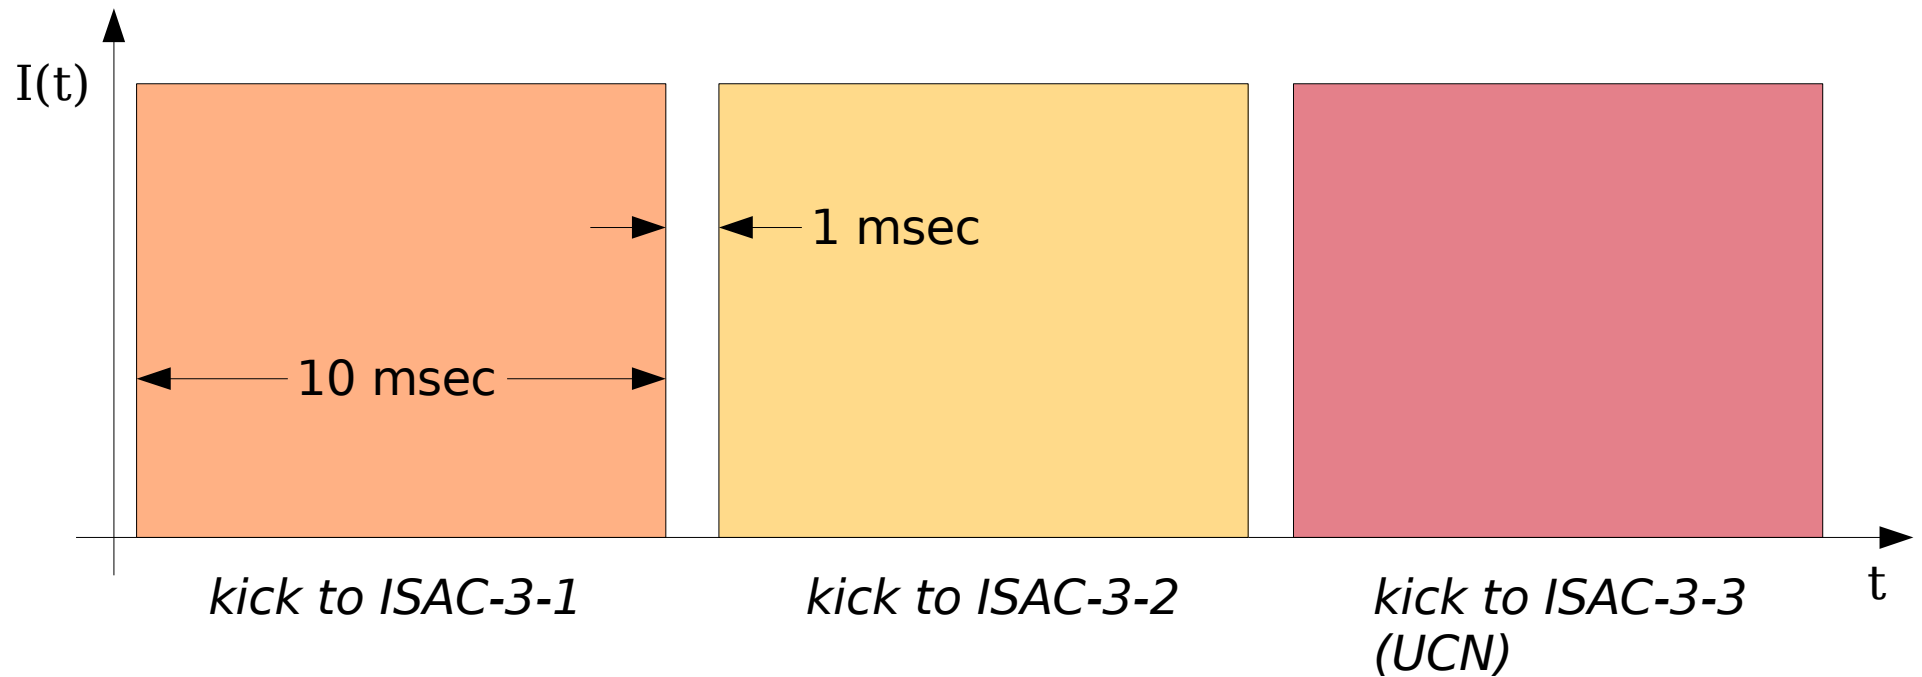 I(t)
1 msec
10 msec
kick to ISAC-3-1
kick to ISAC-3-2
kick to ISAC-3-3
(UCN)
t